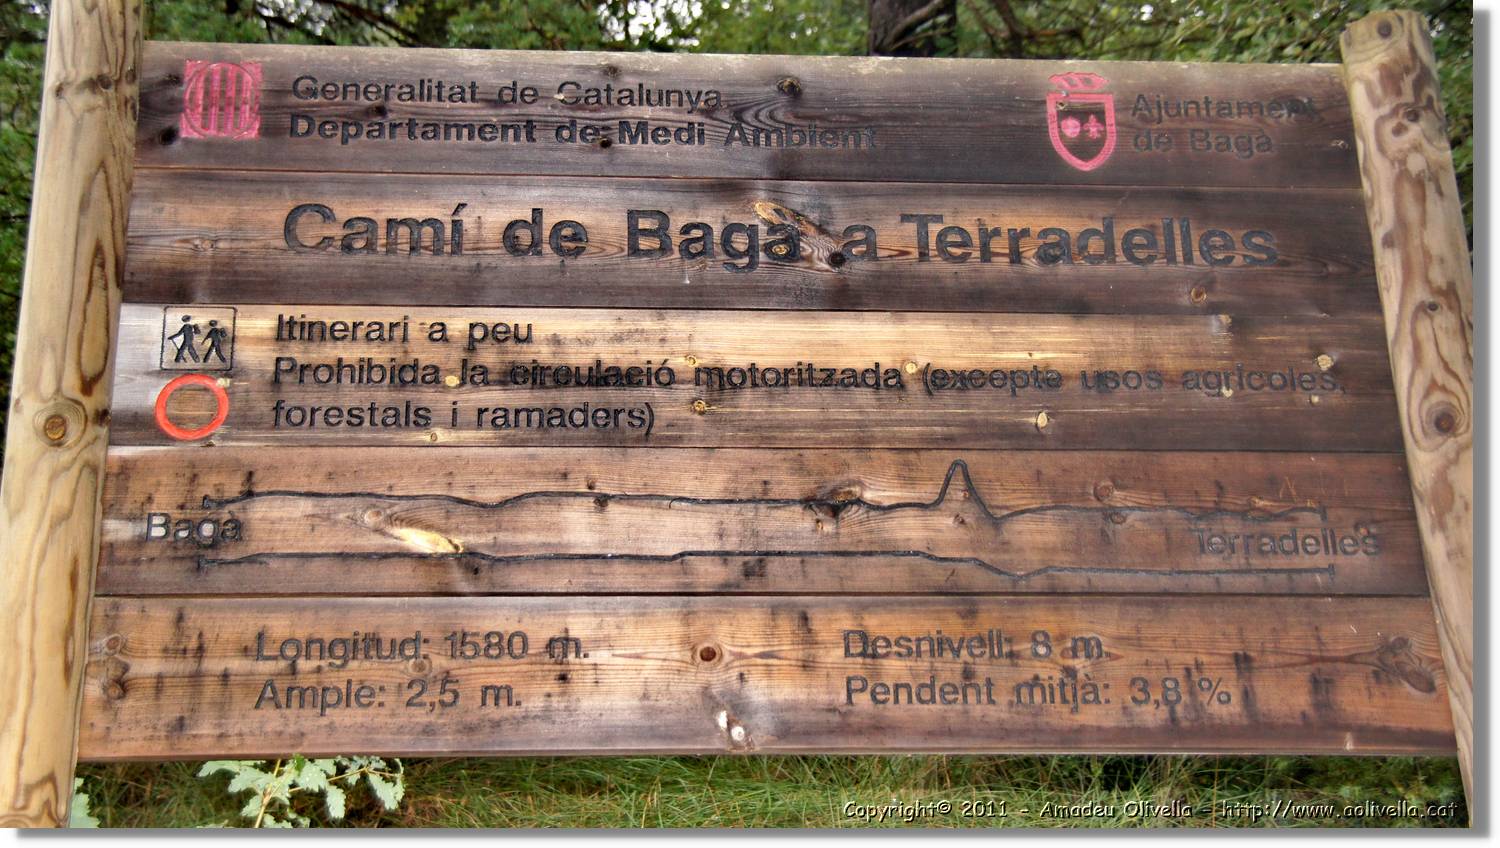 Generalitat de Catalunya
Departament de Medi Ambient
Ajuntament
de Bagà
Camí de Bagà a Terradelles
Itinerari a peu
Prohibida la circulació motoritzada (excepte usos agrícoles,
forestals i ramaders)
Bagà
Terradelles
Longitud: 1580 m.
Ample: 2,5 m.
Desnivell: 8 m.
Pendent mitjà: 3,8 %
Copyright© 2011 - Amadeu Olivella - http://www.aolivella.cat